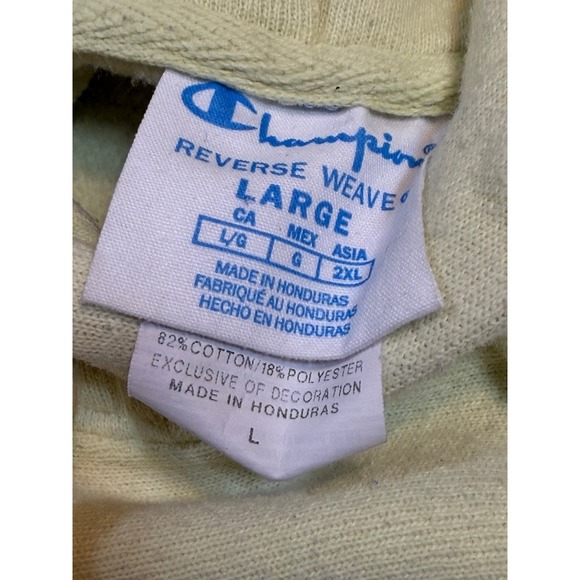 Champion
REVERSE WEAVE®
LARGE
CA MEX ASIA
L/G G 2XL
MADE IN HONDURAS
FABRIQUÉ AU HONDURAS
HECHO EN HONDURAS
82% COTTON/18% POLYESTER
EXCLUSIVE OF DECORATION
MADE IN HONDURAS
L